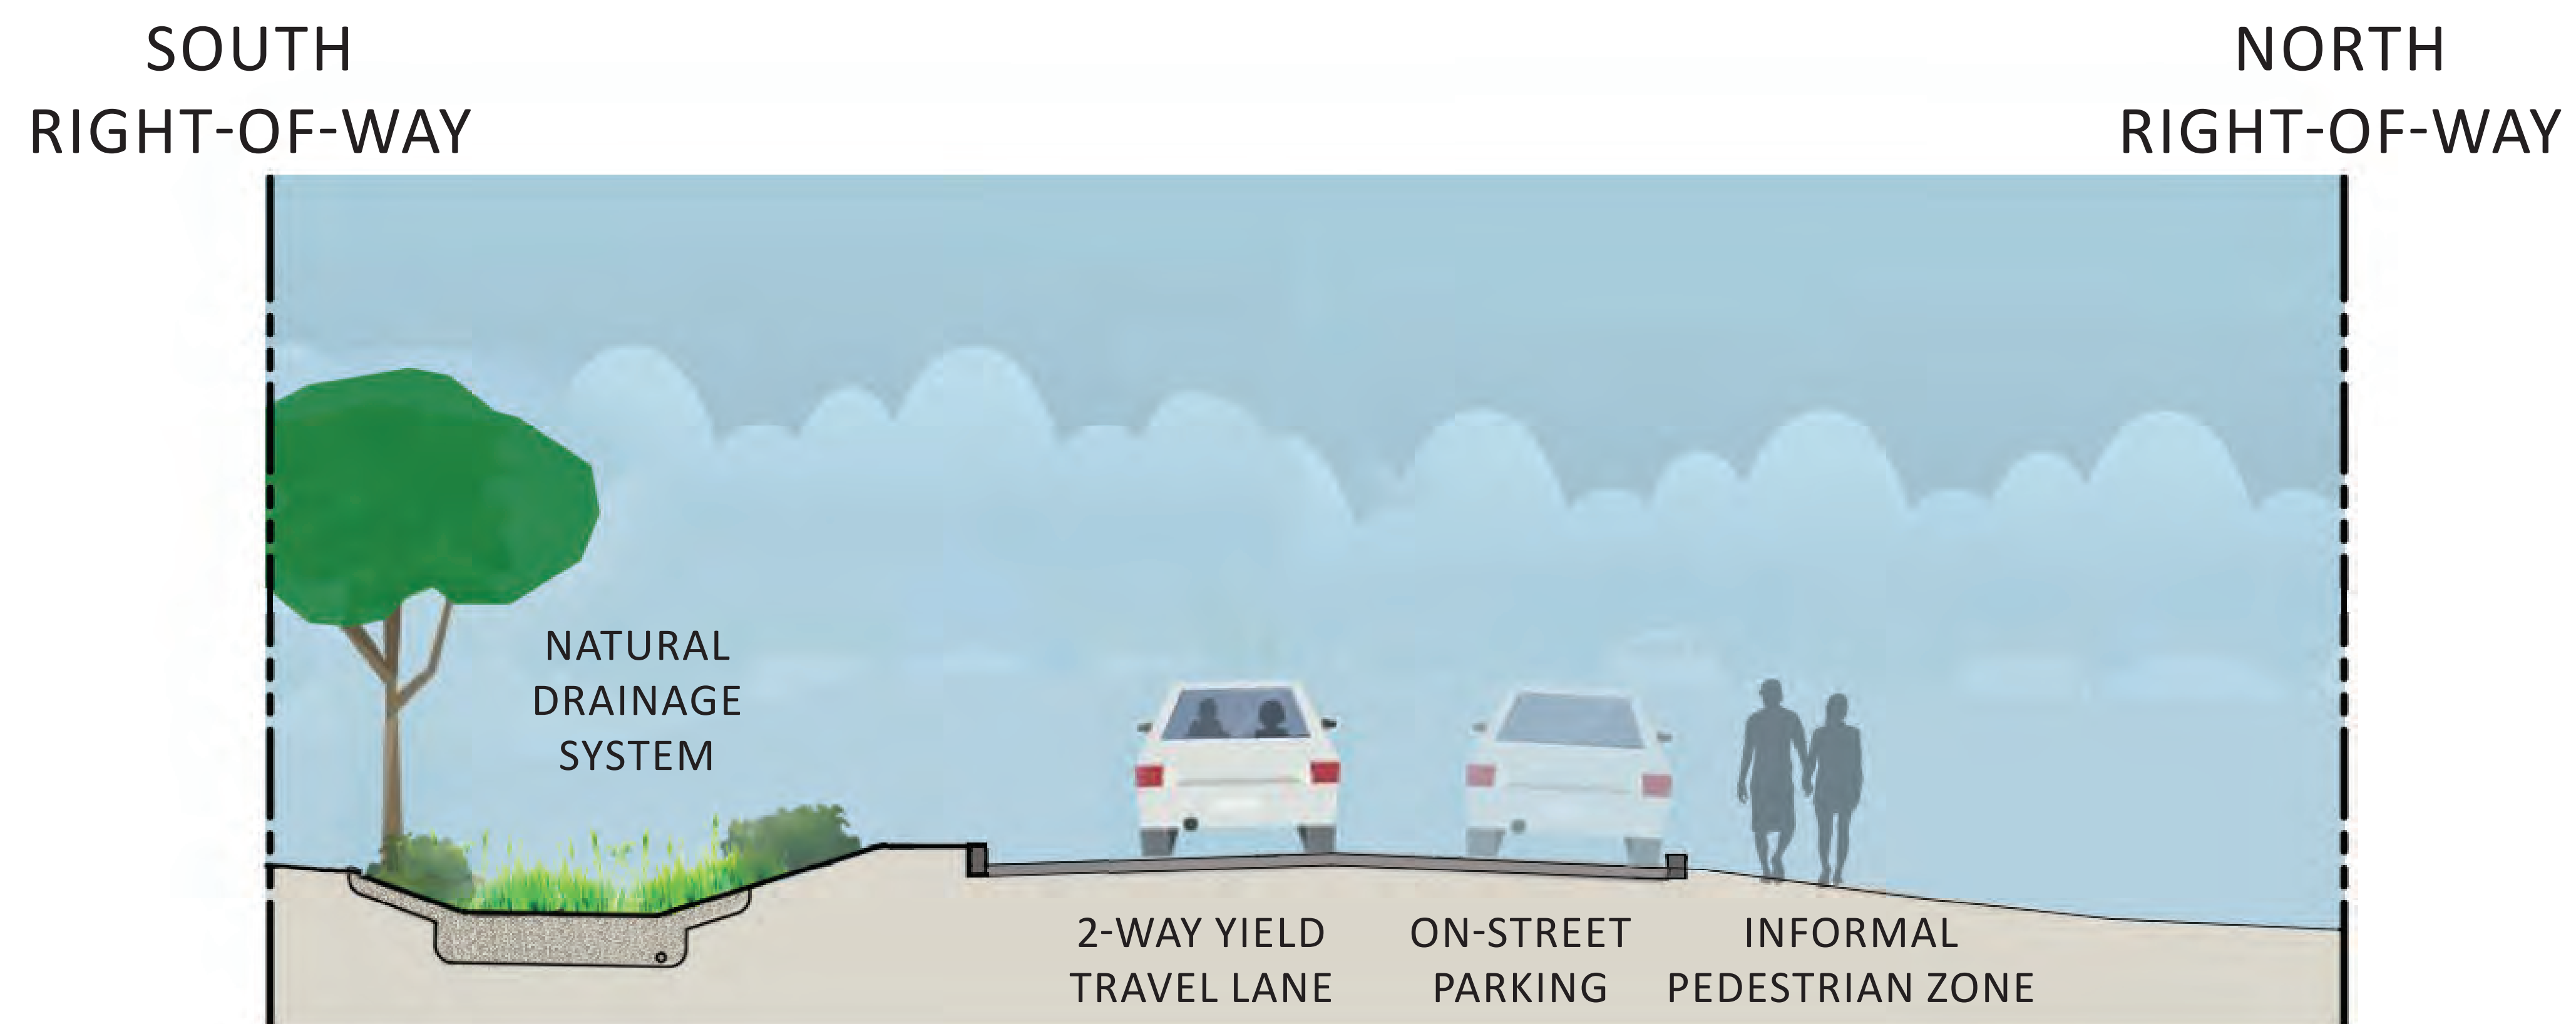 SOUTH
RIGHT-OF-WAY
NORTH
RIGHT-OF-WAY
NATURAL
DRAINAGE
SYSTEM
2-WAY YIELD
TRAVEL LANE
ON-STREET
PARKING
INFORMAL
PEDESTRIAN ZONE